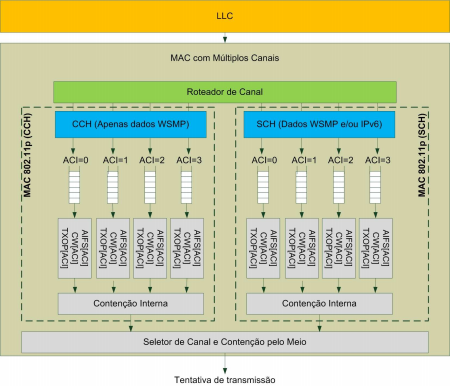 LLC
MAC com Múltiplos Canais
Roteador de Canal
MAC 802.11p (CCH)
CCH (Apenas dados WSMP)
ACI=0 ACI=1 ACI=2 ACI=3
AIFS[ACI]
CW[ACI]
TXOP[ACI]
AIFS[ACI]
CW[ACI]
TXOP[ACI]
AIFS[ACI]
CW[ACI]
TXOP[ACI]
AIFS[ACI]
CW[ACI]
TXOP[ACI]
Contenção Interna
SCH (Dados WSMP e/ou IPv6)
MAC 802.11p (SCH)
ACI=0 ACI=1 ACI=2 ACI=3
AIFS[ACI]
CW[ACI]
TXOP[ACI]
AIFS[ACI]
CW[ACI]
TXOP[ACI]
AIFS[ACI]
CW[ACI]
TXOP[ACI]
AIFS[ACI]
CW[ACI]
TXOP[ACI]
Contenção Interna
Seletor de Canal e Contenção pelo Meio
Tentativa de transmissão